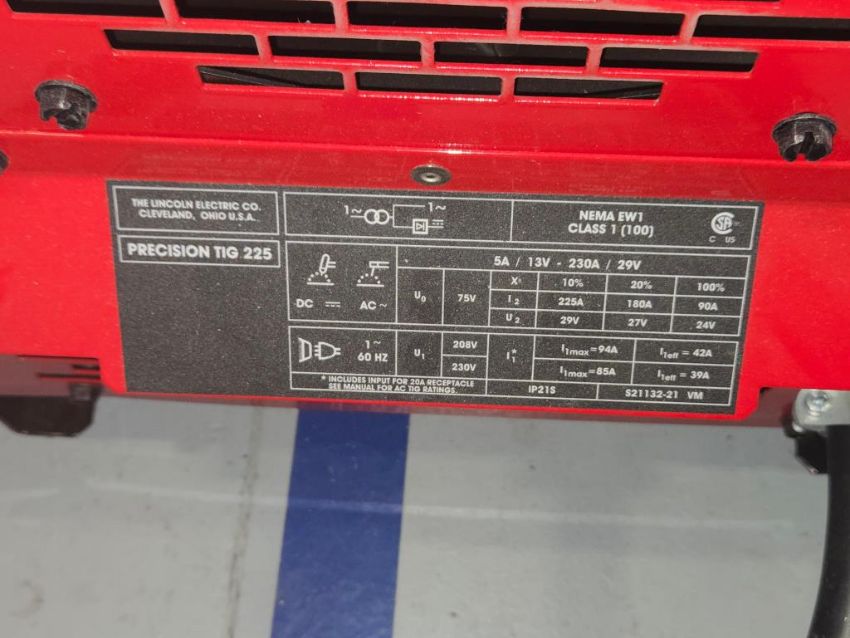 THE LINCOLN ELECTRIC CO.
CLEVELAND, OHIO U.S.A.
PRECISION TIG 225
1~ 1~
NEMA EW1
CLASS 1 (100)
C US
DC AC ~
5A / 13V - 230A / 29V
U0 75V
X 10% 20% 100%
I2 225A 180A 90A
U2 29V 27V 24V
1~
60 HZ
U1 208V 230V
I1*
I1max=94A I1eff = 42A
I1max=85A I1eff = 39A
* INCLUDES INPUT FOR 20A RECEPTACLE
SEE MANUAL FOR AC TIG RATINGS.
IP21S
S21132-21 VM